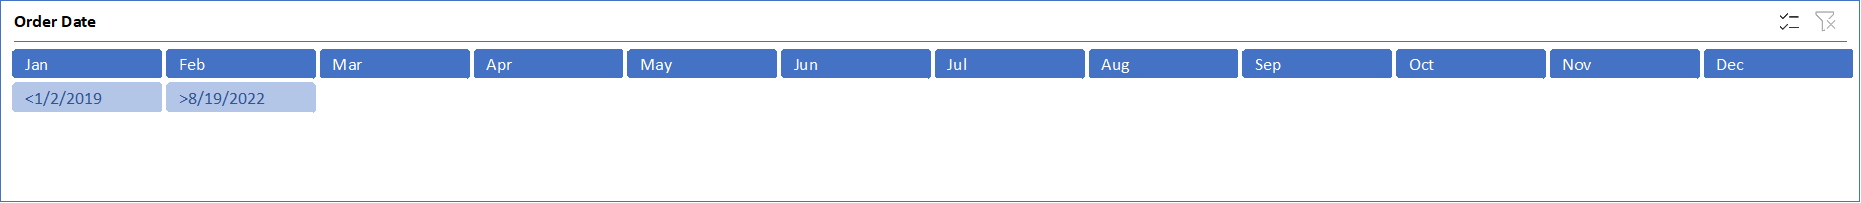 Order Date
Jan Feb Mar Apr May Jun Jul Aug Sep Oct Nov Dec
<1/2/2019 >8/19/2022